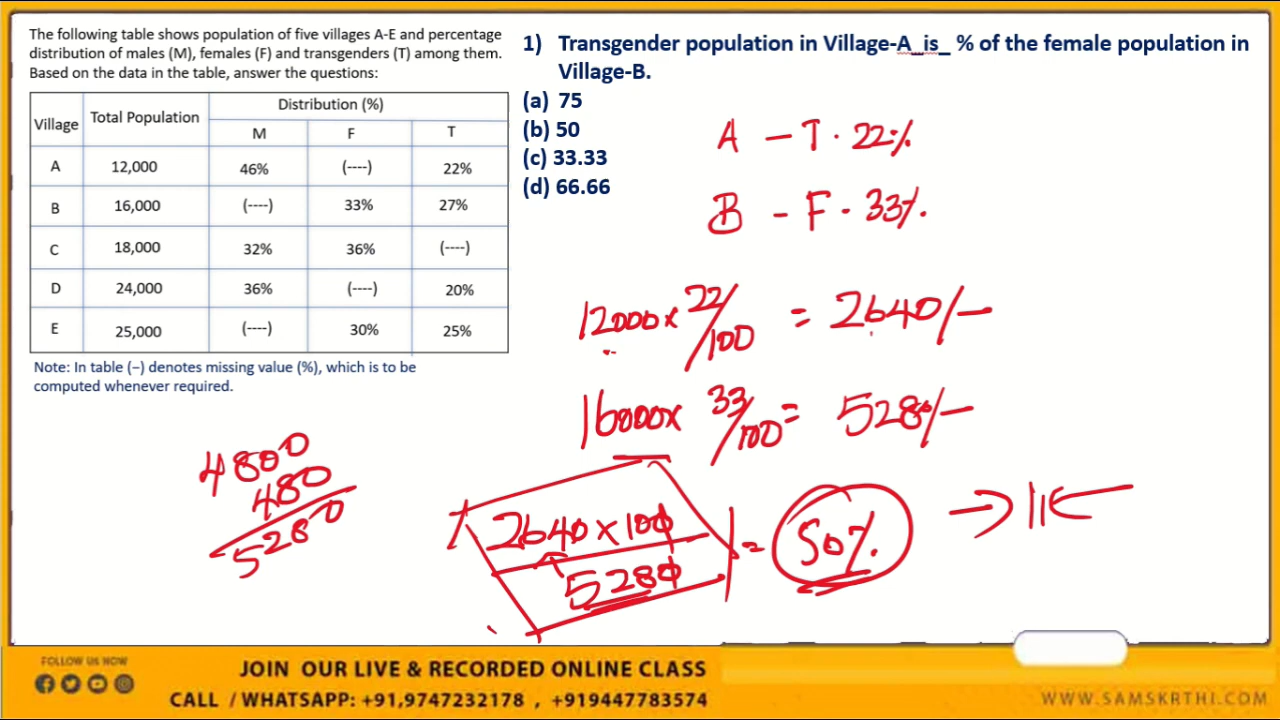 The following table shows population of five villages A-E and percentage
distribution of males (M), females (F) and transgenders (T) among them.
Based on the data in the table, answer the questions:
Village Total Population Distribution (%)
M F T
A 12,000 46% (----) 22%
B 16,000 (----) 33% 27%
C 18,000 32% 36% (----)
D 24,000 36% (----) 20%
E 25,000 (----) 30% 25%
Note: In table (–) denotes missing value (%), which is to be
computed whenever required.
1) Transgender population in Village-A_is_ % of the female population in
Village-B.
(a) 75
(b) 50
(c) 33.33
(d) 66.66
A – T · 22%
B – F · 33%
12000 x 22/100 = 2640/-
16000x 33/100 = 5280/-
4800
480
5280
2640 x 100
5280
= 50%
FOLLOW US NOW
JOIN OUR LIVE & RECORDED ONLINE CLASS
CALL / WHATSAPP: +91,9747232178 , +919447783574
WWW.SAMSKRTHI.COM